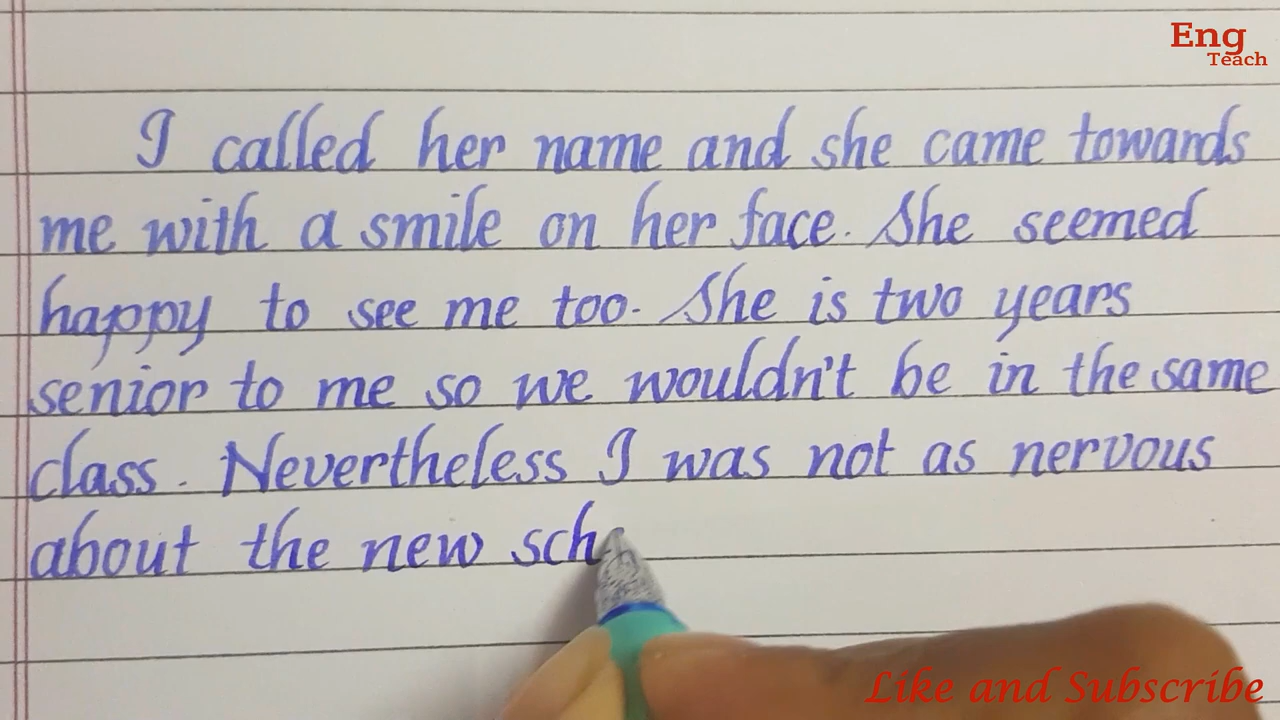 Eng
Teach
I called her name and she came towards
me with a smile on her face. She seemed
happy to see me too. She is two years
senior to me so we wouldn't be in the same
class. Nevertheless I was not as nervous
about the new sch
Like and Subscribe